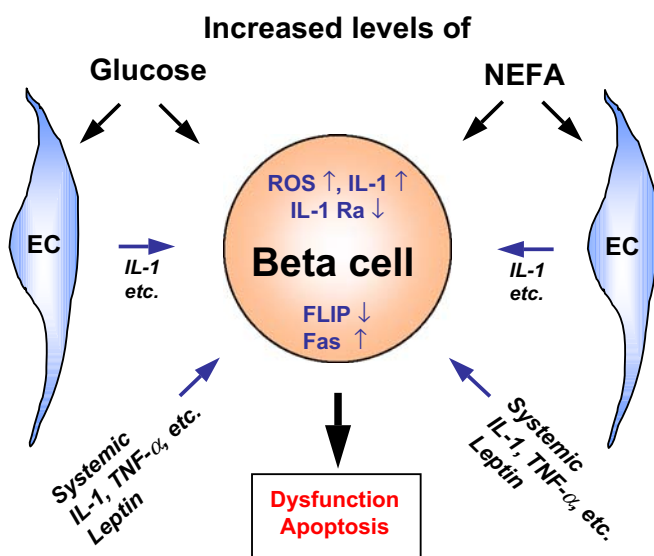 Increased levels of
Glucose
NEFA
ROS ↑, IL-1 ↑
IL-1 Ra ↓
EC
Beta cell
EC
IL-1
etc.
IL-1
etc.
FLIP ↓
Fas ↑
Systemic
IL-1, TNF-α, etc.
Leptin
Systemic
IL-1, TNF-α, etc.
Leptin
Dysfunction
Apoptosis